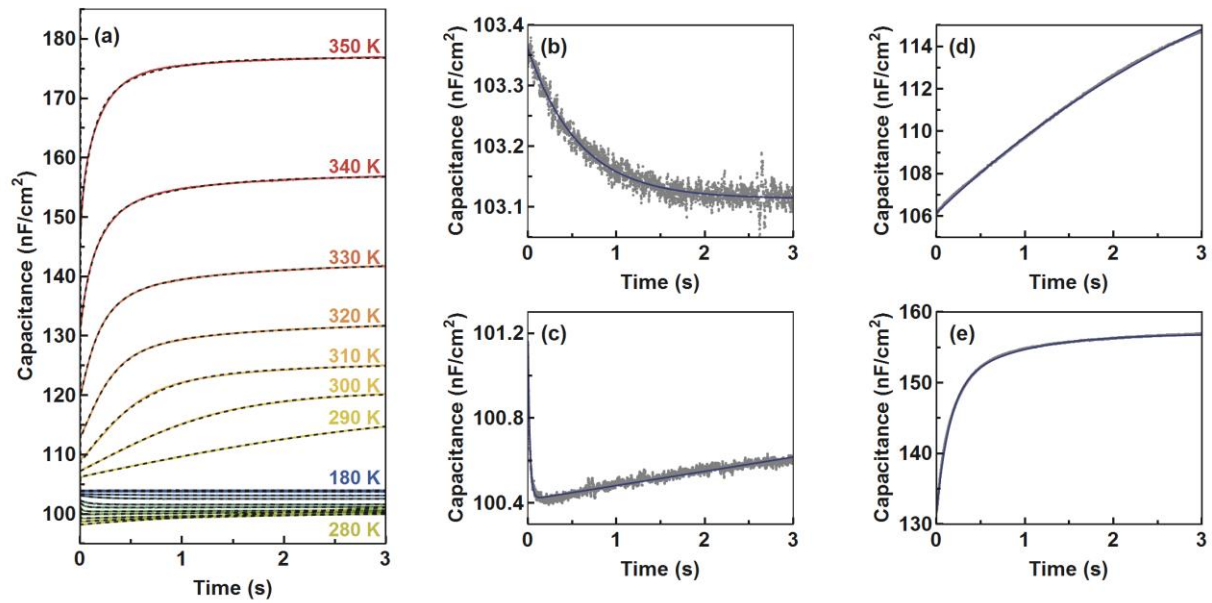 (a)
180
170
160
150
140
130
120
110
100
350 K
340 K
330 K
320 K
310 K
300 K
290 K
180 K
280 K
Capacitance (nF/cm²)
0 1 2 3
Time (s)
(b)
103.4
103.3
103.2
103.1
Capacitance (nF/cm²)
0 1 2 3
Time (s)
(c)
101.2
100.8
100.4
Capacitance (nF/cm²)
0 1 2 3
Time (s)
(d)
114
112
110
108
106
Capacitance (nF/cm²)
0 1 2 3
Time (s)
(e)
160
150
140
130
Capacitance (nF/cm²)
0 1 2 3
Time (s)